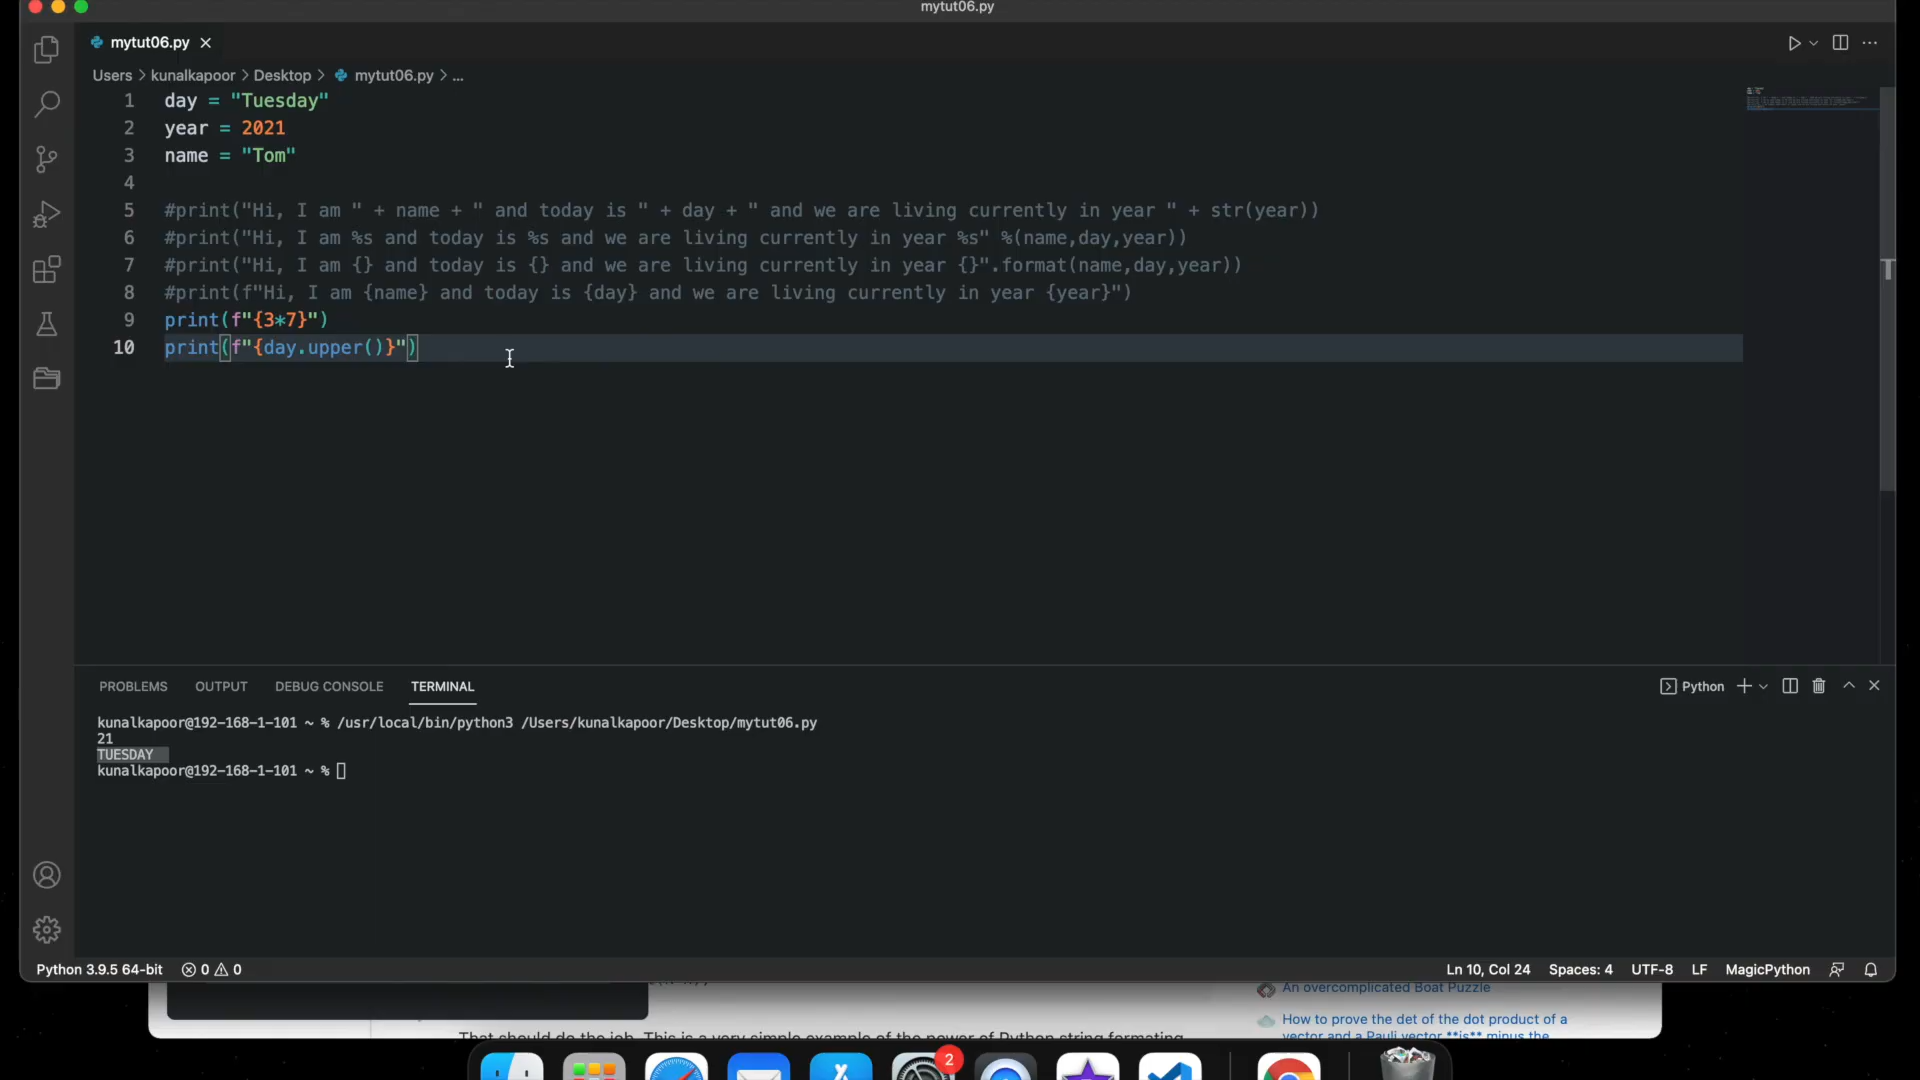 mytut06.py
mytut06.py
Users > kunalkapoor > Desktop > mytut06.py > ...
1 day = "Tuesday"
2 year = 2021
3 name = "Tom"
4
5 #print("Hi, I am " + name + " and today is " + day + " and we are living currently in year " + str(year))
6 #print("Hi, I am %s and today is %s and we are living currently in year %s" %(name,day,year))
7 #print("Hi, I am {} and today is {} and we are living currently in year {}".format(name,day,year))
8 #print(f"Hi, I am {name} and today is {day} and we are living currently in year {year}")
9 print(f"{3*7}")
10 print(f"{day.upper()}")
PROBLEMS OUTPUT DEBUG CONSOLE TERMINAL Python
kunalkapoor@192-168-1-101 ~ % /usr/local/bin/python3 /Users/kunalkapoor/Desktop/mytut06.py
21
TUESDAY
kunalkapoor@192-168-1-101 ~ %
Python 3.9.5 64-bit 0 0 Ln 10, Col 24 Spaces: 4 UTF-8 LF MagicPython
An overcomplicated Boat Puzzle
How to prove the det of the dot product of a
That should do the job. This is a very simple example of the power of Python string formating
vector and a Pauli vector **is** minus the
2